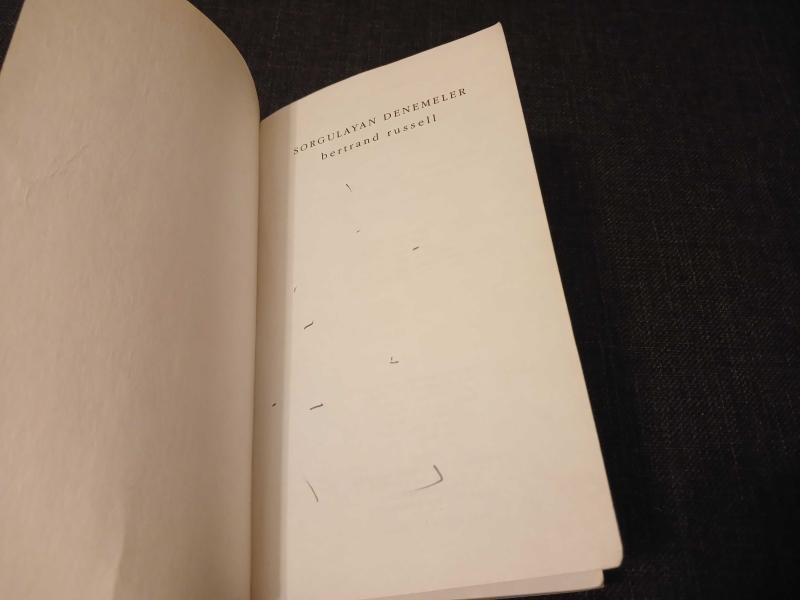 SORGULAYAN DENEMELER
bertrand russell